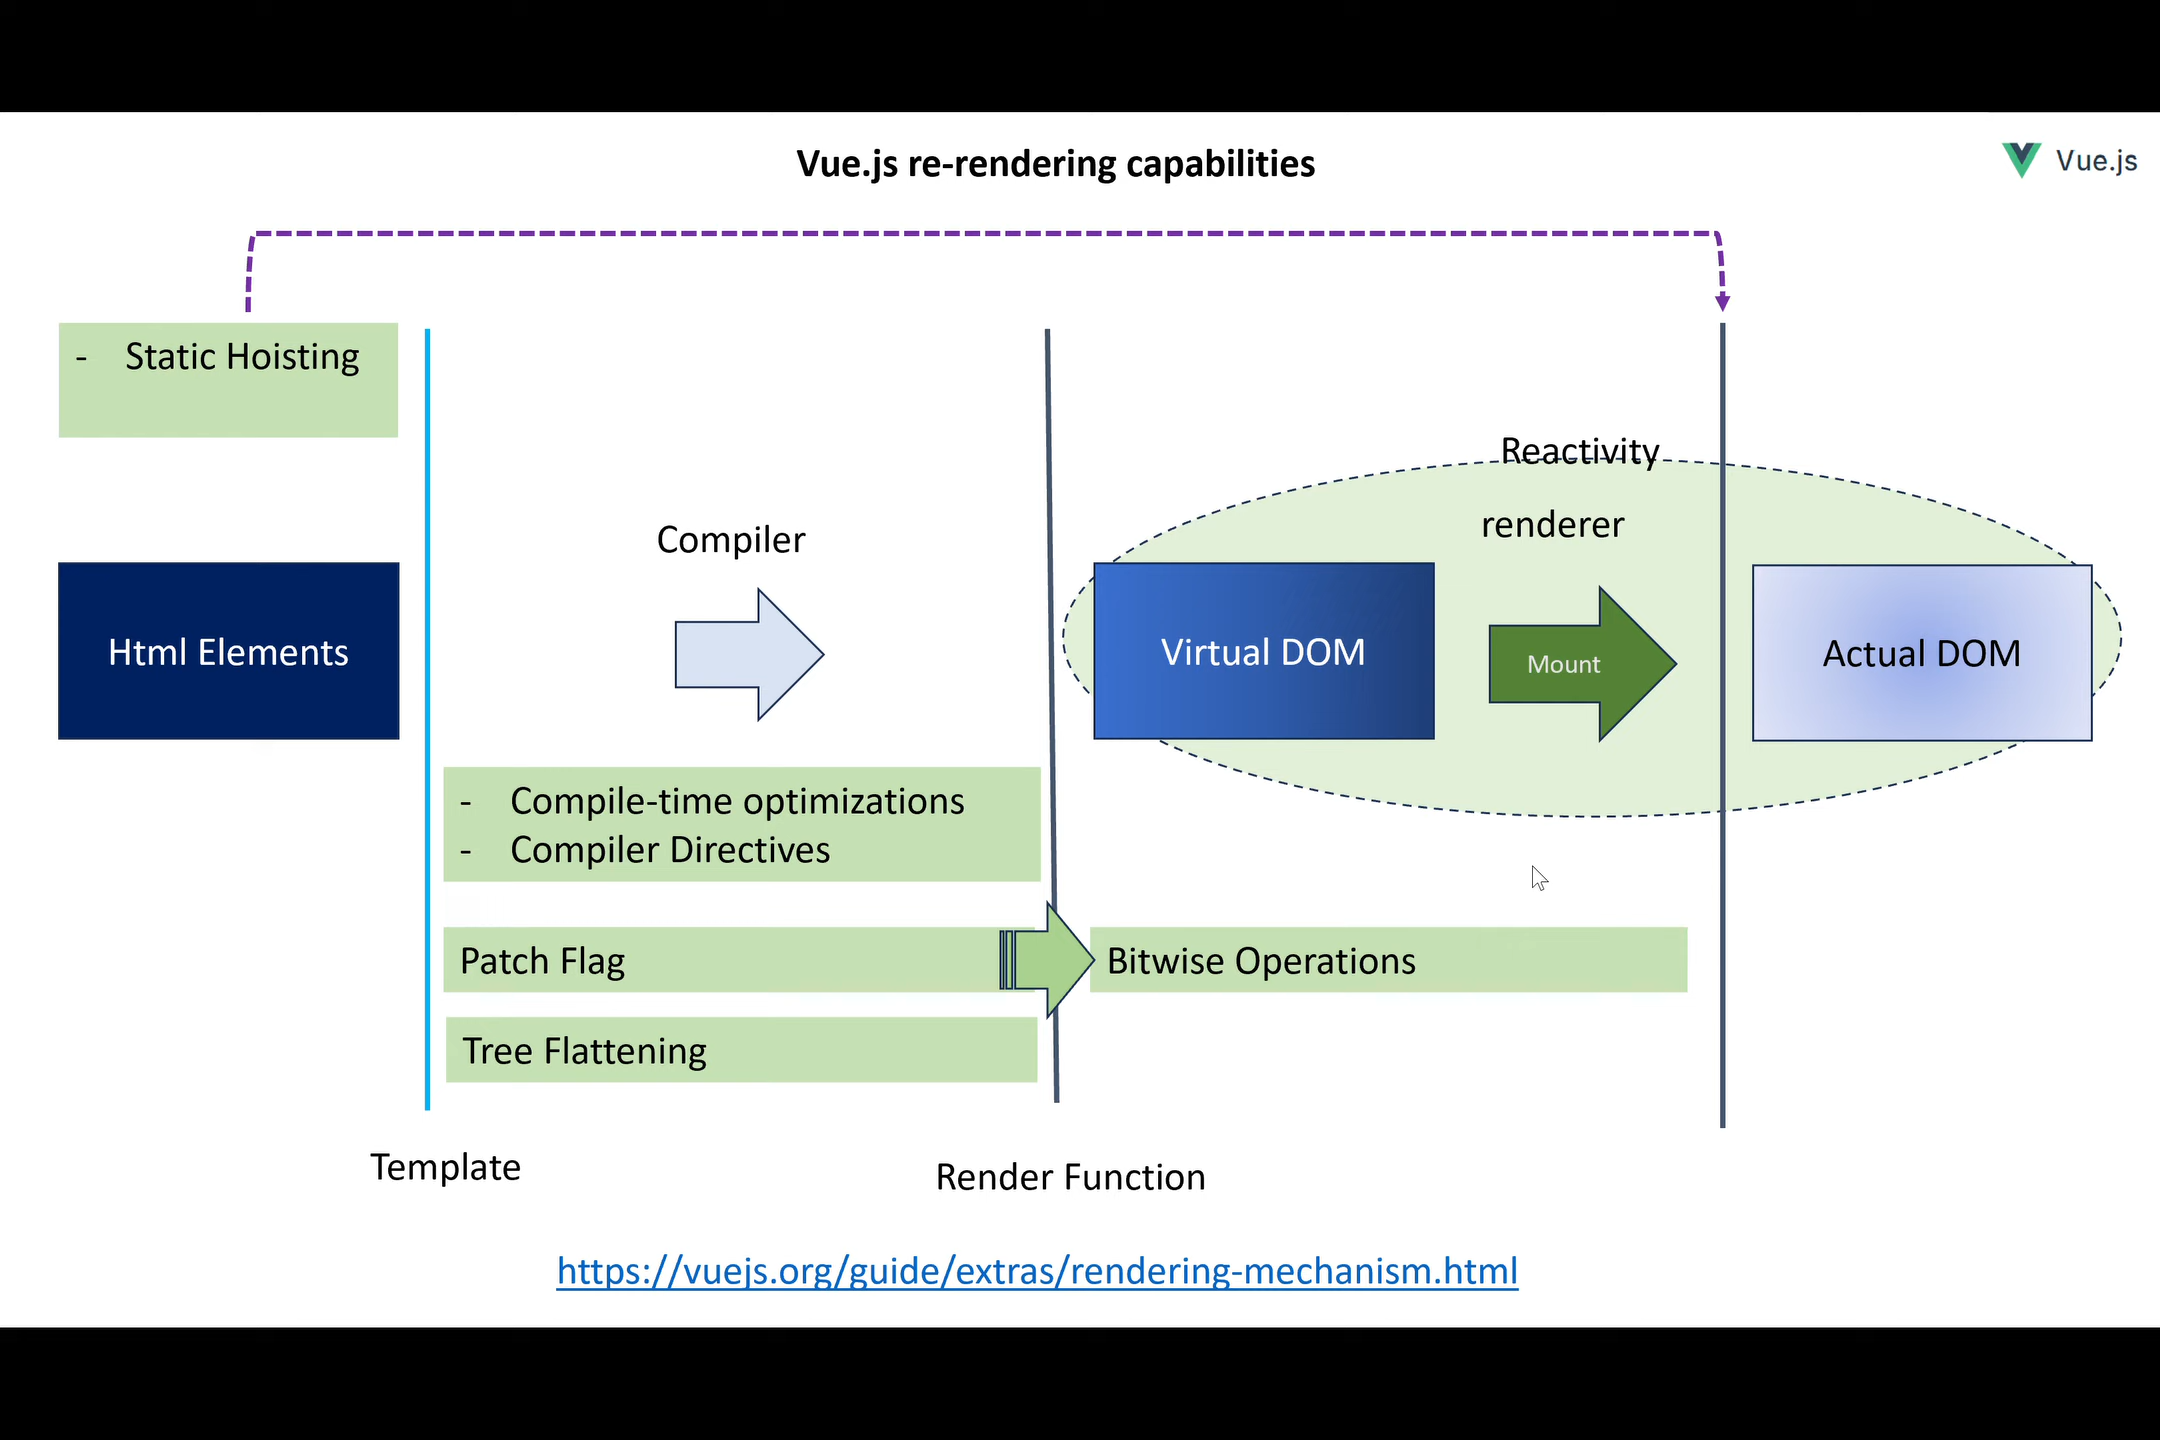 Vue.js re-rendering capabilities
Vue.js
- Static Hoisting
Reactivity
renderer
Compiler
Html Elements
Virtual DOM
Mount
Actual DOM
- Compile-time optimizations
- Compiler Directives
Patch Flag
Bitwise Operations
Tree Flattening
Template
Render Function
https://vuejs.org/guide/extras/rendering-mechanism.html